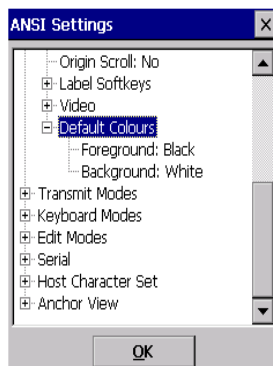 ANSI Settings
Origin Scroll: No
Label Softkeys
Video
Default Colours
Foreground: Black
Background: White
Transmit Modes
Keyboard Modes
Edit Modes
Serial
Host Character Set
Anchor View
OK